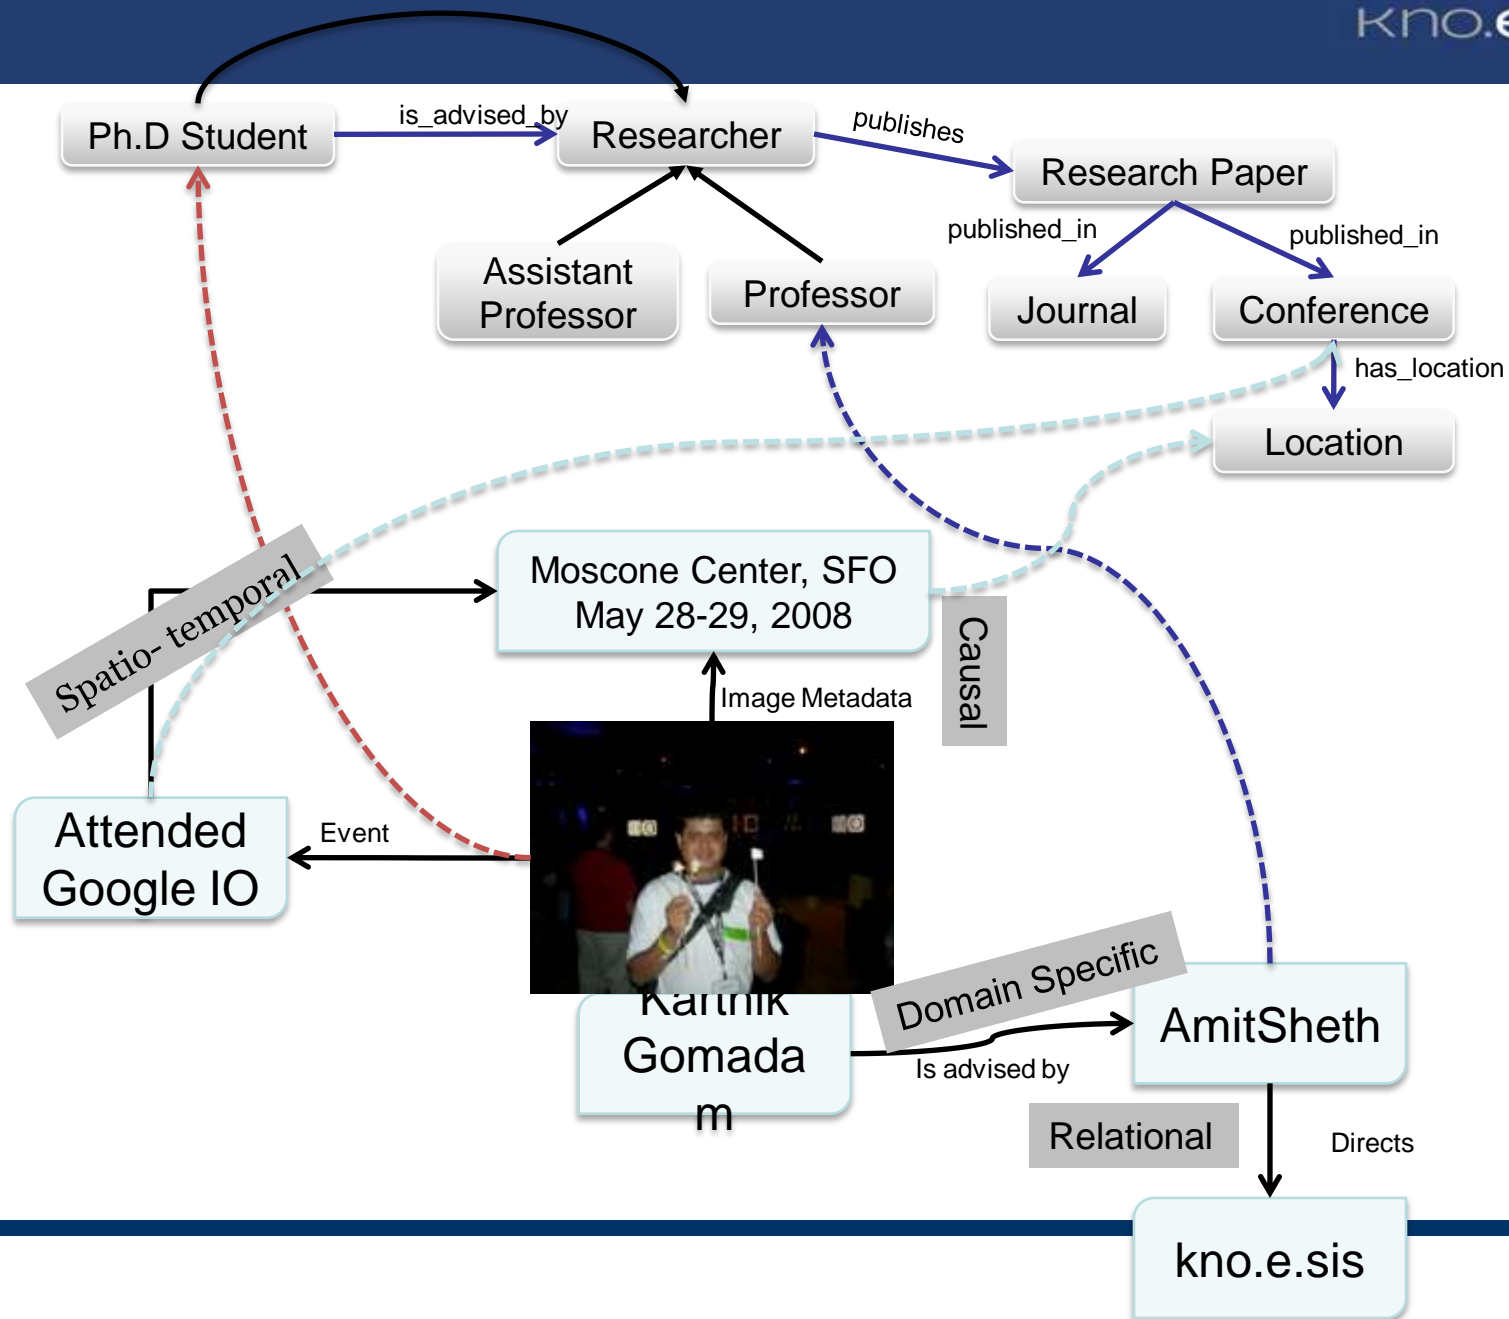 kno.e
is_advised_by
publishes
Ph.D Student
Researcher
Research Paper
published_in
published_in
Assistant
Professor
Professor
Journal
Conference
has_location
Location
Spatio- temporal
Moscone Center, SFO
May 28-29, 2008
Causal
Image Metadata
Attended
Google IO
Event
Domain Specific
Karthik
Gomada
m
AmitSheth
Is advised by
Relational
Directs
kno.e.sis